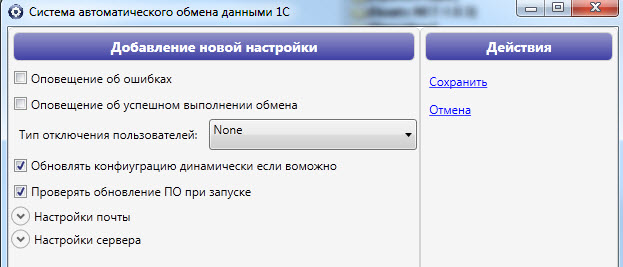 Система автоматического обмена данными 1С
Добавление новой настройки
Действия
Оповещение об ошибках
Сохранить
Оповещение об успешном выполнении обмена
Отмена
Тип отключения пользователей: None
Обновлять конфиуграцию динамически если воможно
Проверять обновление ПО при запуске
Настройки почты
Настройки сервера